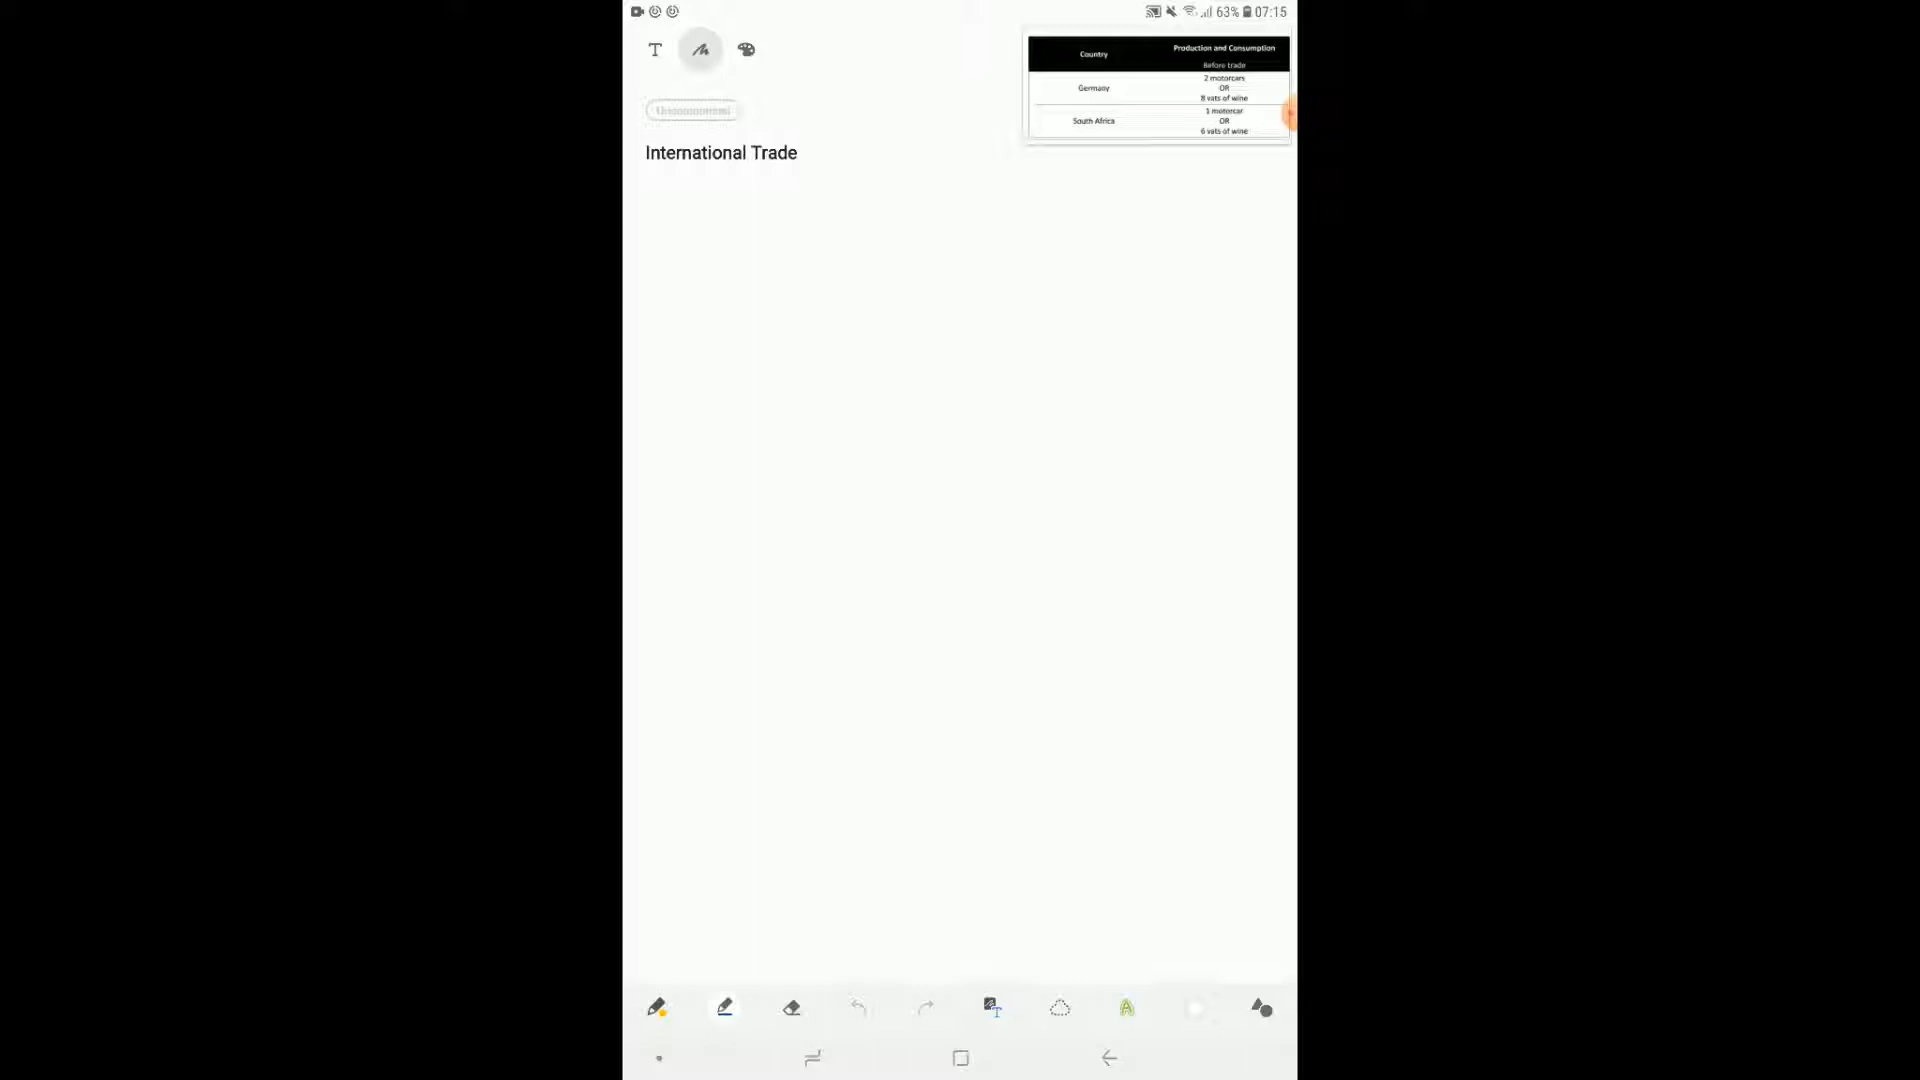 63% 07:15
T
Country
Production and Consumption
Before trade
Germany
2 motorcars
OR
8 vats of wine
South Africa
1 motorcar
OR
6 vats of wine
International Trade
T
A